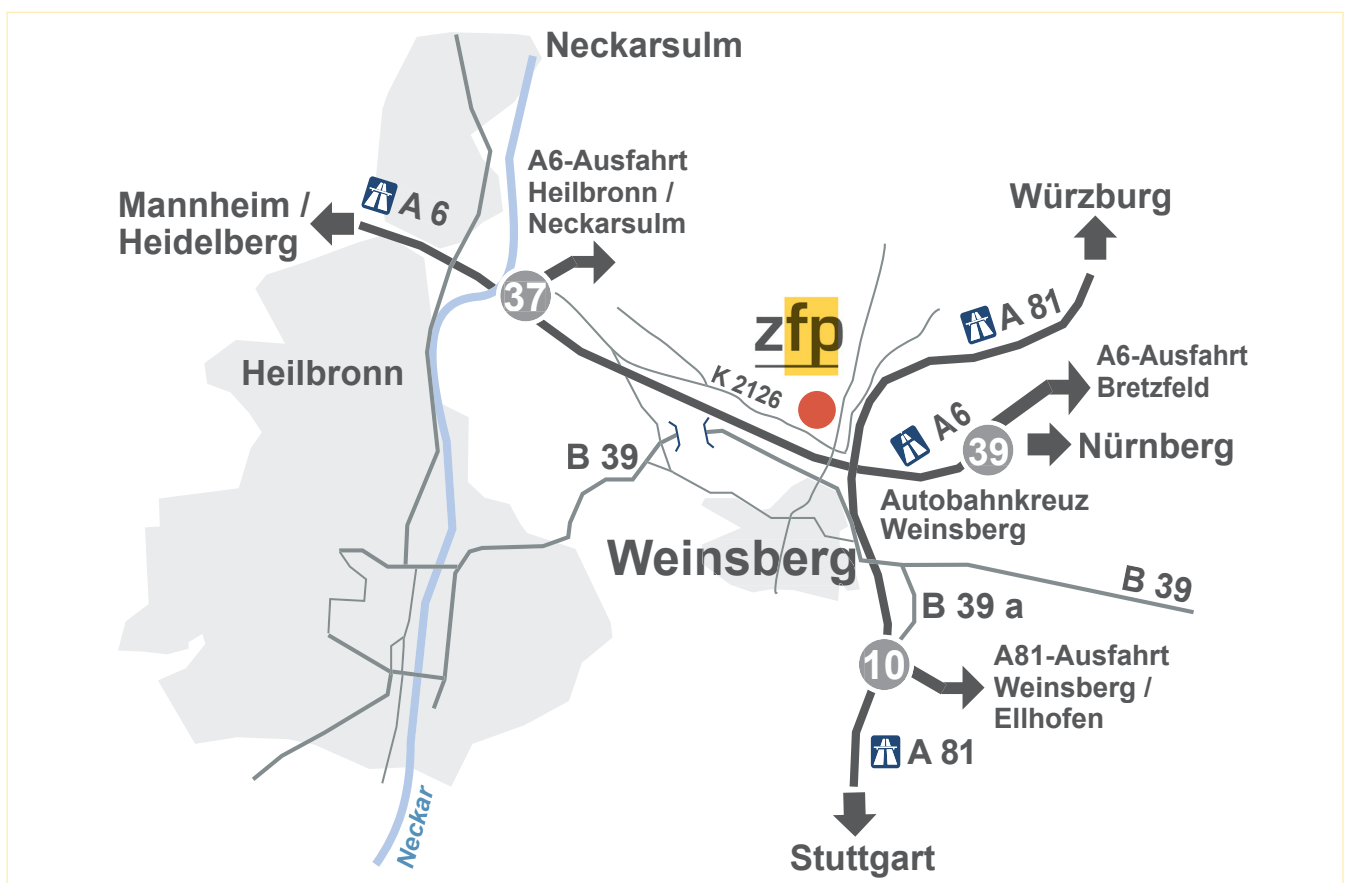 Neckarsulm
A6-Ausfahrt
Heilbronn /
Neckarsulm
Mannheim /
Heidelberg
A 6
Würzburg
37
zfp
A 81
Heilbronn
K 2126
A6-Ausfahrt
Bretzfeld
A6
39
Nürnberg
B 39
Autobahnkreuz
Weinsberg
Weinsberg
B 39
B 39 a
10
A81-Ausfahrt
Weinsberg /
Ellhofen
A 81
Neckar
Stuttgart